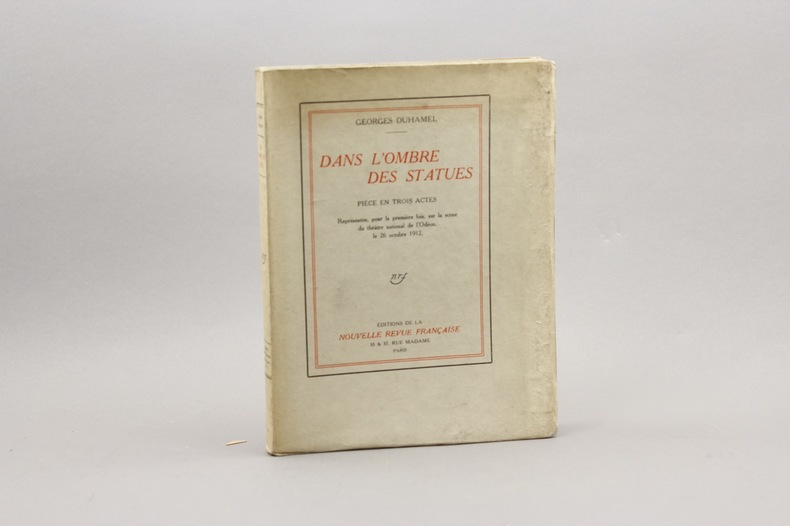 GEORGES DUHAMEL
DANS L'OMBRE
DES STATUES
PIÈCE EN TROIS ACTES
Représentée, pour la première fois, sur la scène
du théâtre national de l'Odéon,
le 26 octobre 1912.
nrf
ÉDITIONS DE LA
NOUVELLE REVUE FRANÇAISE
35 & 37, RUE MADAME
PARIS